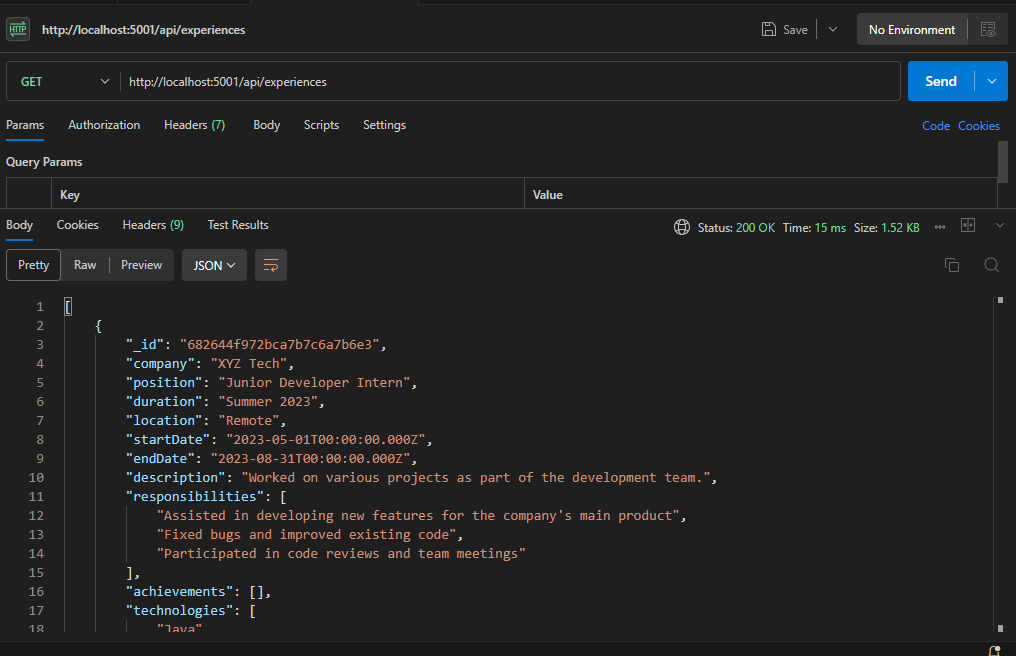 HTTP http://localhost:5001/api/experiences Save No Environment
GET http://localhost:5001/api/experiences Send
Params Authorization Headers (7) Body Scripts Settings Code Cookies
Query Params
Key Value
Body Cookies Headers (9) Test Results Status: 200 OK Time: 15 ms Size: 1.52 KB
Pretty Raw Preview JSON
1 [
2 {
3 "_id": "682644f972bca7b7c6a7b6e3",
4 "company": "XYZ Tech",
5 "position": "Junior Developer Intern",
6 "duration": "Summer 2023",
7 "location": "Remote",
8 "startDate": "2023-05-01T00:00:00.000Z",
9 "endDate": "2023-08-31T00:00:00.000Z",
10 "description": "Worked on various projects as part of the development team.",
11 "responsibilities": [
12 "Assisted in developing new features for the company's main product",
13 "Fixed bugs and improved existing code",
14 "Participated in code reviews and team meetings"
15 ],
16 "achievements": [],
17 "technologies": [
18 "Java"